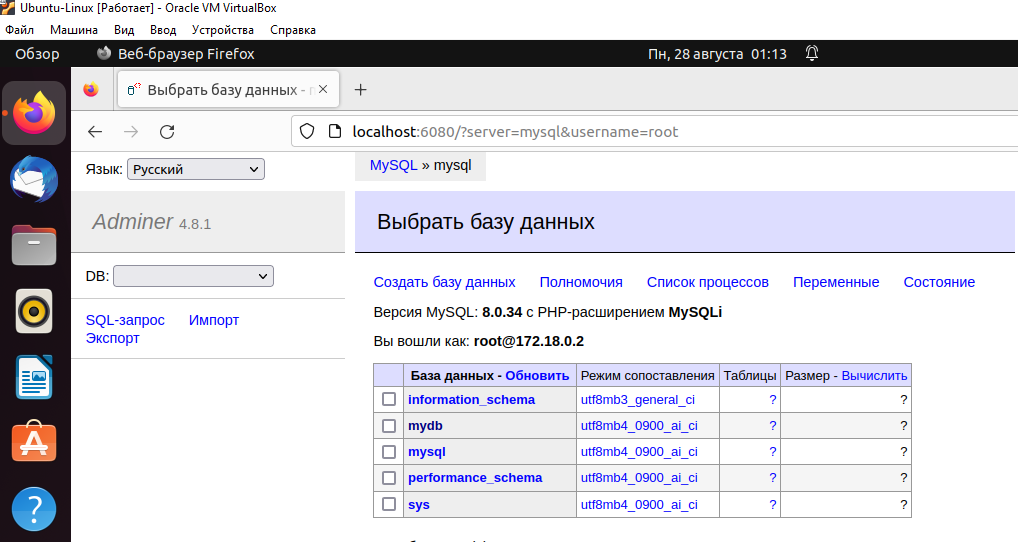 Ubuntu-Linux [Работает] - Oracle VM VirtualBox
Файл Машина Вид Ввод Устройства Справка
Обзор Веб-браузер Firefox Пн, 28 августа 01:13
Выбрать базу данных -
localhost:6080/?server=mysql&username=root
Язык: Русский
MySQL » mysql
Adminer 4.8.1
Выбрать базу данных
DB:
Создать базу данных Полномочия Список процессов Переменные Состояние
SQL-запрос Импорт
Экспорт
Версия MySQL: 8.0.34 с PHP-расширением MySQLi
Вы вошли как: root@172.18.0.2
База данных - Обновить Режим сопоставления Таблицы Размер - Вычислить
information_schema utf8mb3_general_ci ? ?
mydb utf8mb4_0900_ai_ci ? ?
mysql utf8mb4_0900_ai_ci ? ?
performance_schema utf8mb4_0900_ai_ci ? ?
sys utf8mb4_0900_ai_ci ? ?